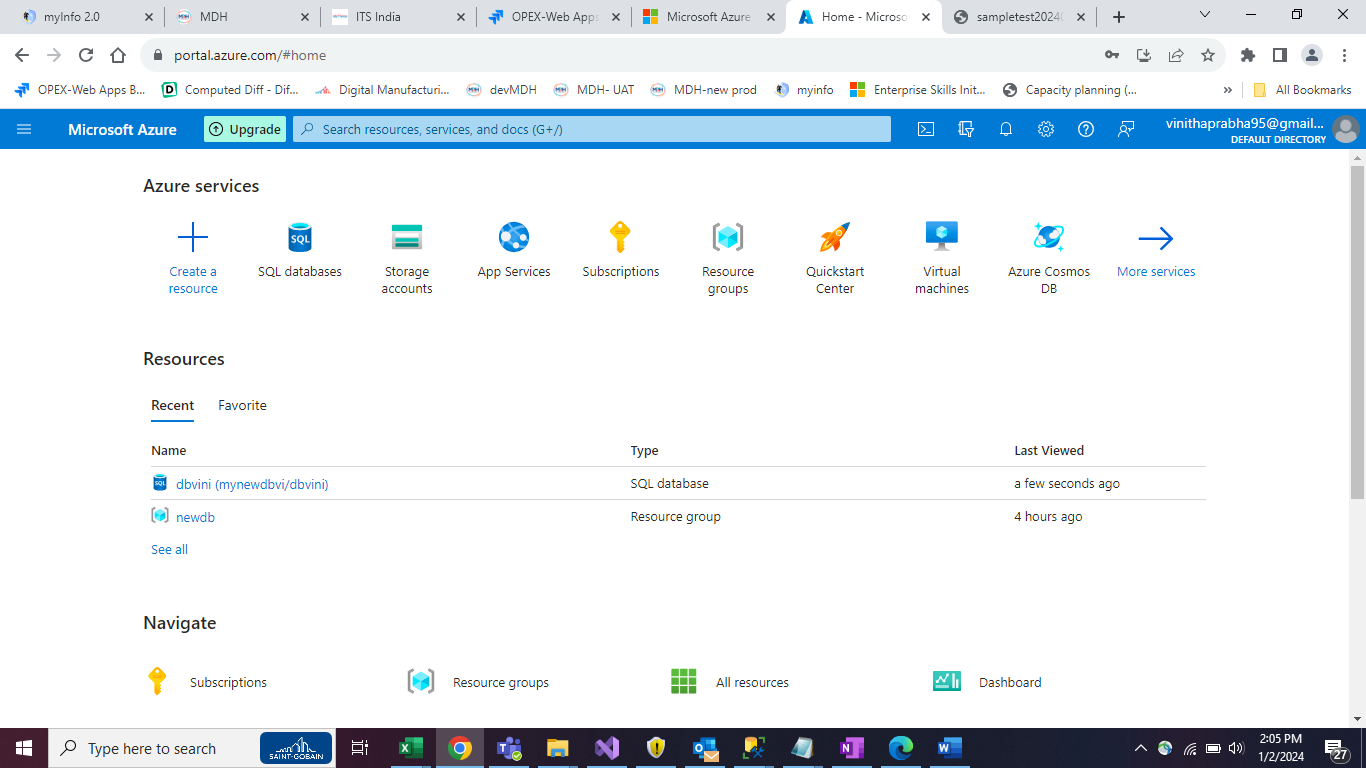 myInfo 2.0
MDH
ITS India
OPEX-Web Apps
Microsoft Azure
Home - Microso
sampletest2024
portal.azure.com/#home
OPEX-Web Apps B...
Computed Diff - Dif...
Digital Manufacturi...
devMDH
MDH- UAT
MDH-new prod
myinfo
Enterprise Skills Init...
Capacity planning (...
»
All Bookmarks
Microsoft Azure
Upgrade
Search resources, services, and docs (G+/)
vinithaprabha95@gmail...
DEFAULT DIRECTORY
Azure services
Create a
resource
SQL databases
Storage
accounts
App Services
Subscriptions
Resource
groups
Quickstart
Center
Virtual
machines
Azure Cosmos
DB
More services
Resources
Recent
Favorite
Name
Type
Last Viewed
dbvini (mynewdbvi/dbvini)
SQL database
a few seconds ago
newdb
Resource group
4 hours ago
See all
Navigate
Subscriptions
Resource groups
All resources
Dashboard
Type here to search
SAINT-GOBAIN
2:05 PM
1/2/2024
27